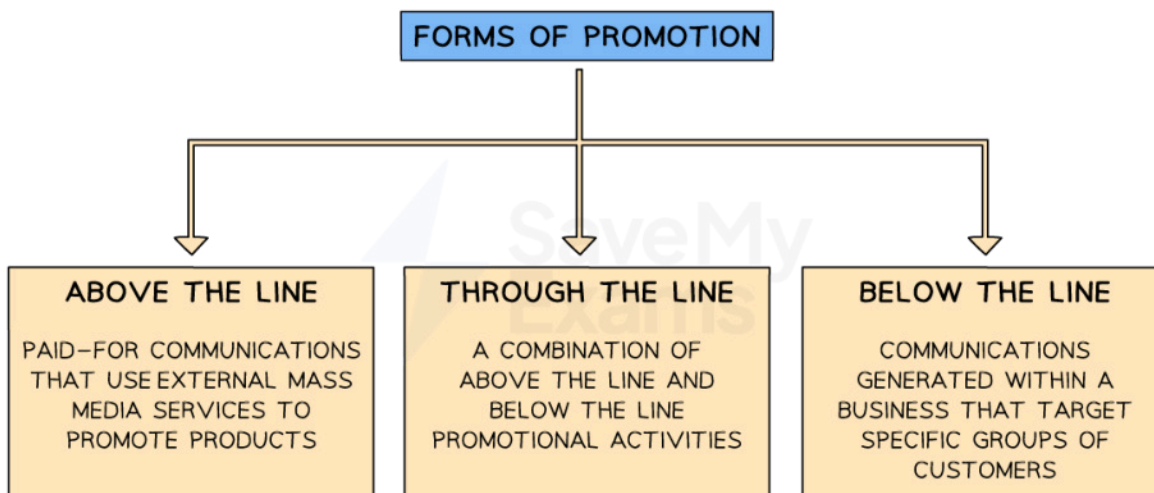 FORMS OF PROMOTION
SaveMy
Exams
ABOVE THE LINE
PAID-FOR COMMUNICATIONS
THAT USE EXTERNAL MASS
MEDIA SERVICES TO
PROMOTE PRODUCTS
THROUGH THE LINE
A COMBINATION OF
ABOVE THE LINE AND
BELOW THE LINE
PROMOTIONAL ACTIVITIES
BELOW THE LINE
COMMUNICATIONS
GENERATED WITHIN A
BUSINESS THAT TARGET
SPECIFIC GROUPS OF
CUSTOMERS